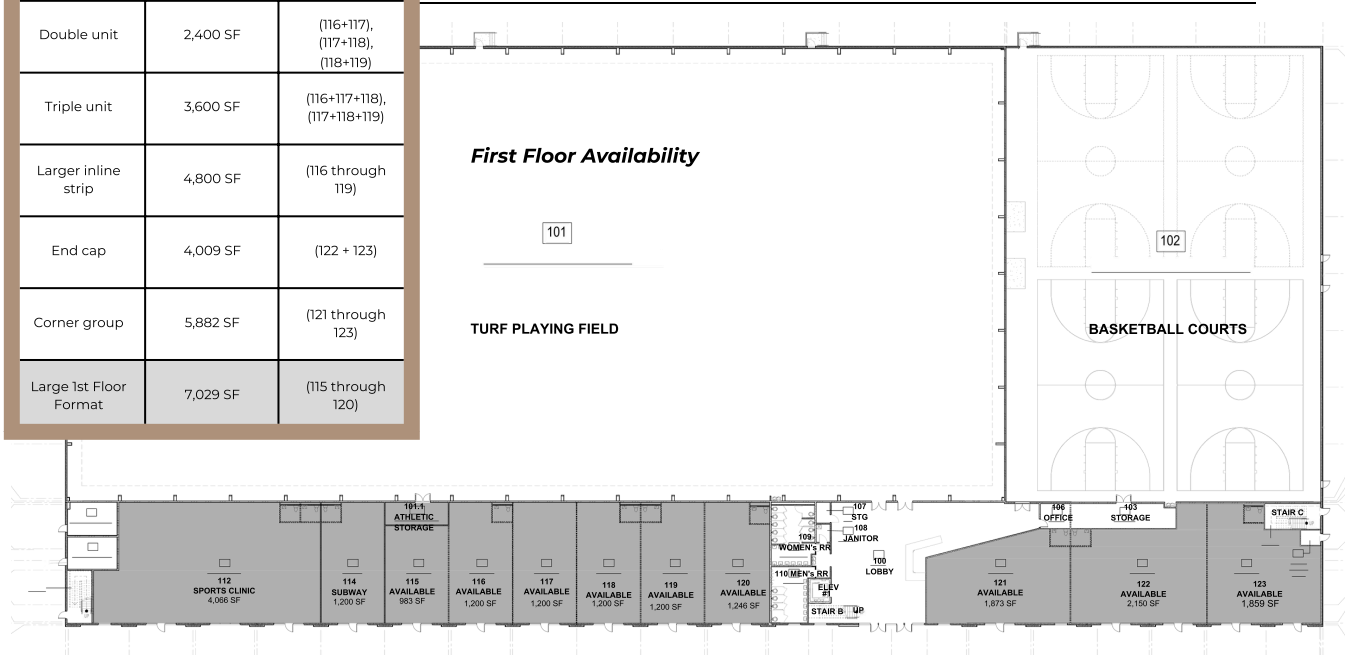 Double unit
2,400 SF
(116+117),
(117+118),
(118+119)
Triple unit
3,600 SF
(116+117+118),
(117+118+119)
Larger inline
strip
4,800 SF
(116 through
119)
End cap
4,009 SF
(122 + 123)
Corner group
5,882 SF
(121 through
123)
Large 1st Floor
Format
7,029 SF
(115 through
120)
First Floor Availability
101
TURF PLAYING FIELD
102
BASKETBALL COURTS
112
SPORTS CLINIC
4,066 SF
114
SUBWAY
1,200 SF
101.1
ATHLETIC
STORAGE
115
AVAILABLE
983 SF
116
AVAILABLE
1,200 SF
117
AVAILABLE
1,200 SF
118
AVAILABLE
1,200 SF
119
AVAILABLE
1,200 SF
120
AVAILABLE
1,246 SF
109
WOMEN's RR
110 MEN's RR
107
STG
108
JANITOR
ELEV
#1
STAIR B
UP
100
LOBBY
106
OFFICE
103
STORAGE
STAIR C
121
AVAILABLE
1,873 SF
122
AVAILABLE
2,150 SF
123
AVAILABLE
1,859 SF